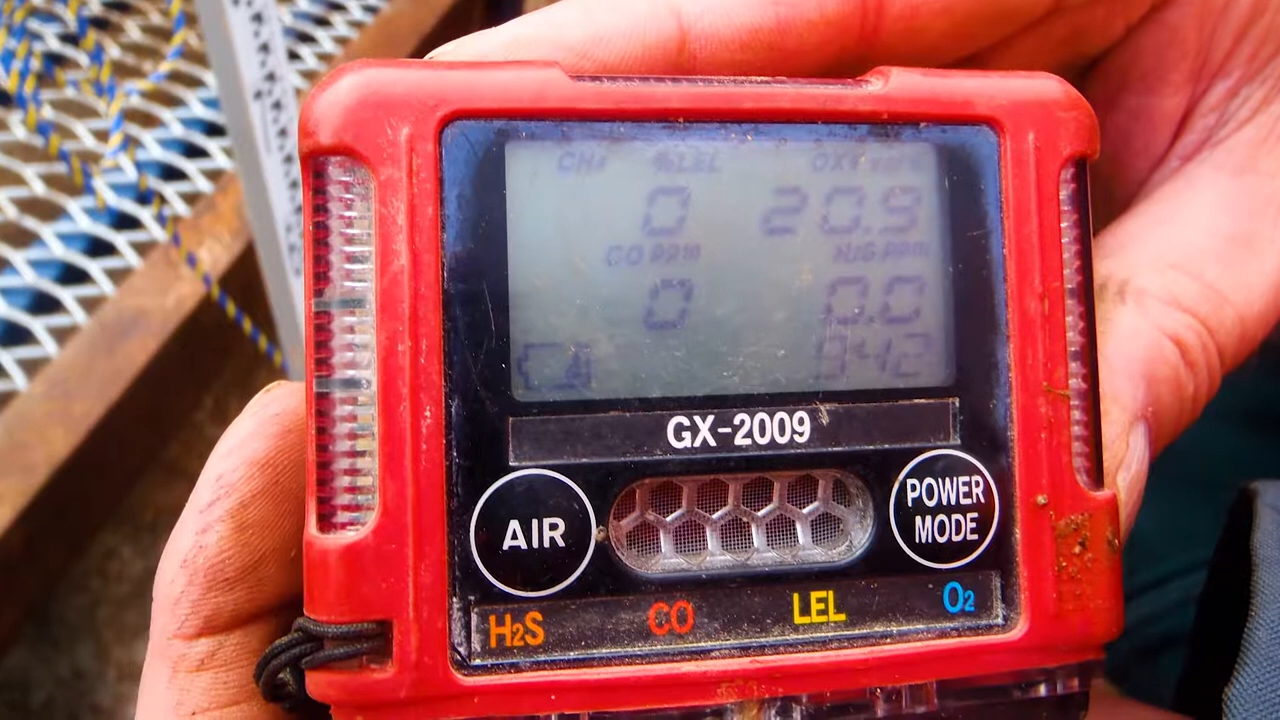 CH4 %LEL OXY vol%
0 20.9
CO PPM H2S PPM
0 0.0
942
GX-2009
AIR
POWER
MODE
H2S CO LEL O2